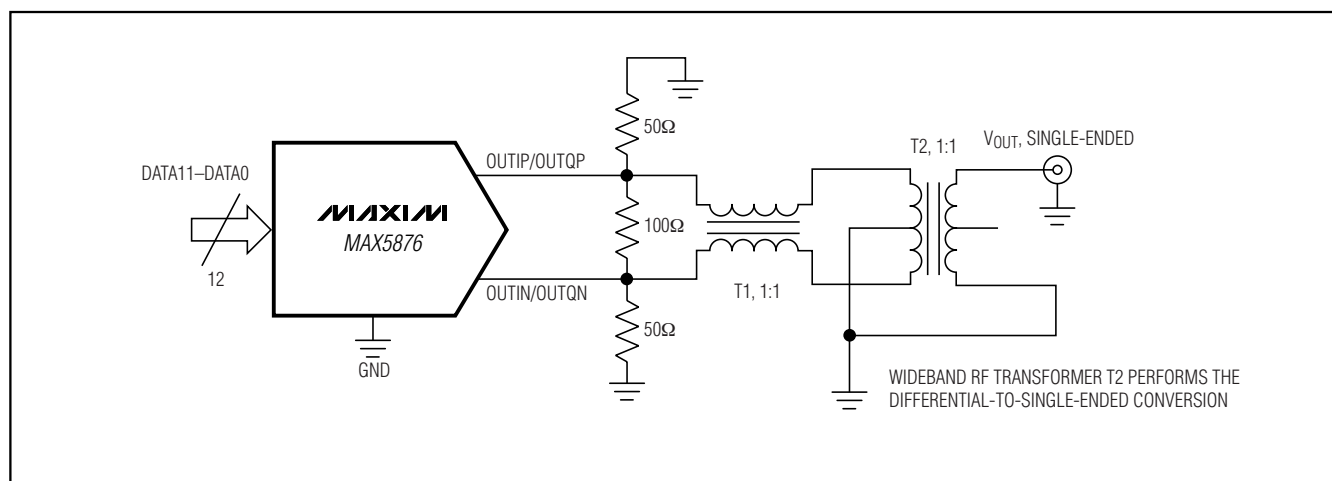 50Ω
T2, 1:1
VOUT, SINGLE-ENDED
DATA11–DATA0
OUTIP/OUTQP
MAXIM
MAX5876
100Ω
12
OUTIN/OUTQN
T1, 1:1
50Ω
GND
WIDEBAND RF TRANSFORMER T2 PERFORMS THE
DIFFERENTIAL-TO-SINGLE-ENDED CONVERSION